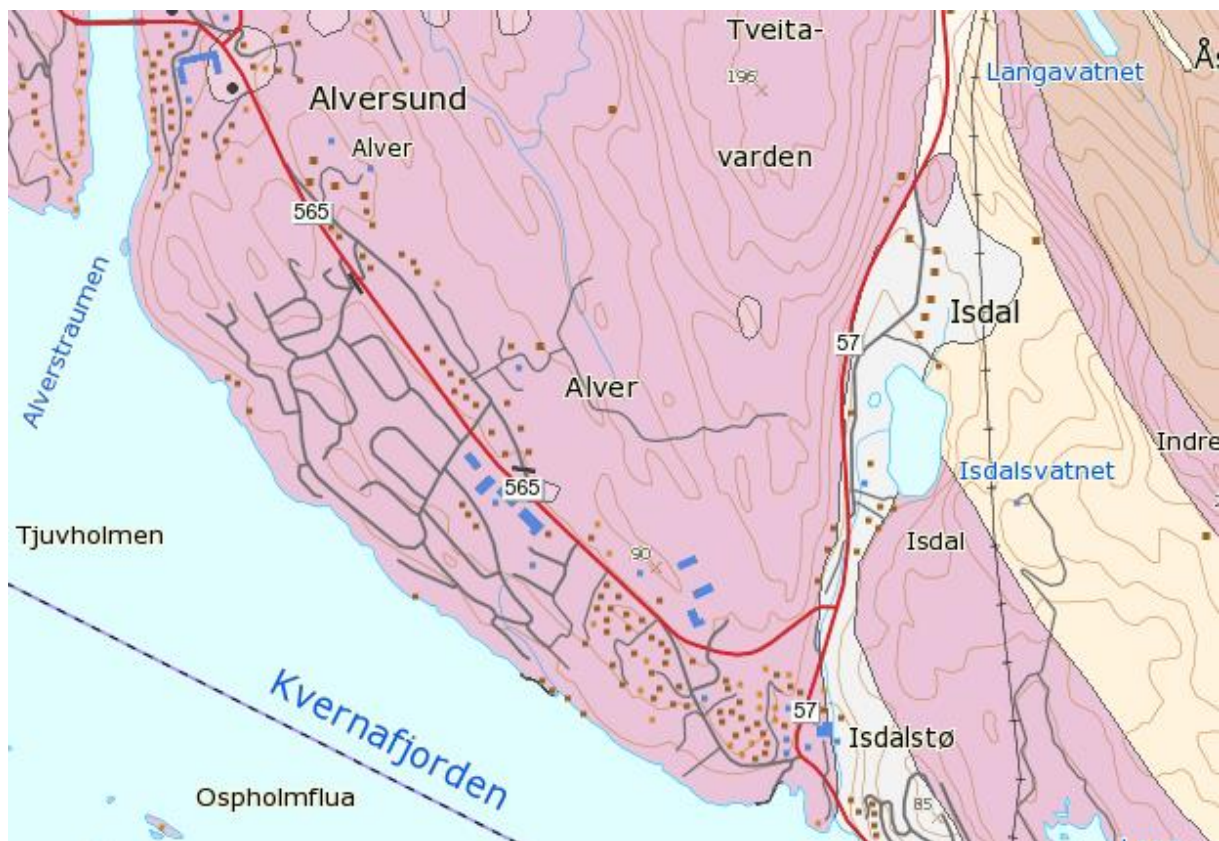 Tveita-
196
Ås
Langavatnet
Alversund
Alver
varden
565
Isdal
57
Alverstraumen
Alver
Indre
Isdalsvatnet
565
Tjuvholmen
Isdal
90
Kvernafjorden
57
Isdalstø
Ospholmflua
85